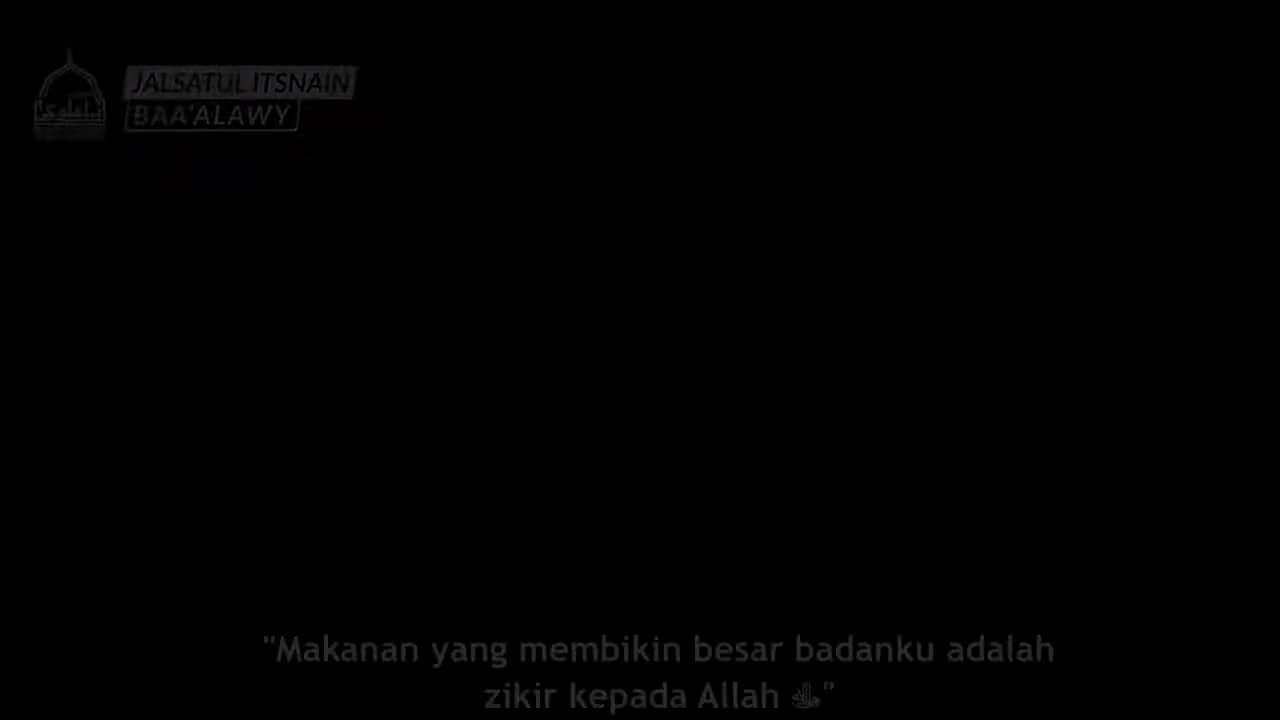 JALSATUL ITSNAIN
BAA'ALAWY
"Makanan yang membikin besar badanku adalah
zikir kepada Allah ﷻ"